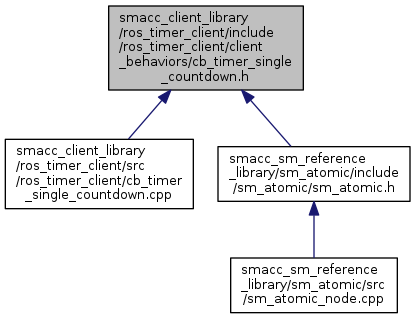 smacc_client_library
/ros_timer_client/include
/ros_timer_client/client
_behaviors/cb_timer_single
_countdown.h
smacc_client_library
/ros_timer_client/src
/ros_timer_client/cb_timer
_single_countdown.cpp
smacc_sm_reference
_library/sm_atomic/include
/sm_atomic/sm_atomic.h
smacc_sm_reference
_library/sm_atomic/src
/sm_atomic_node.cpp